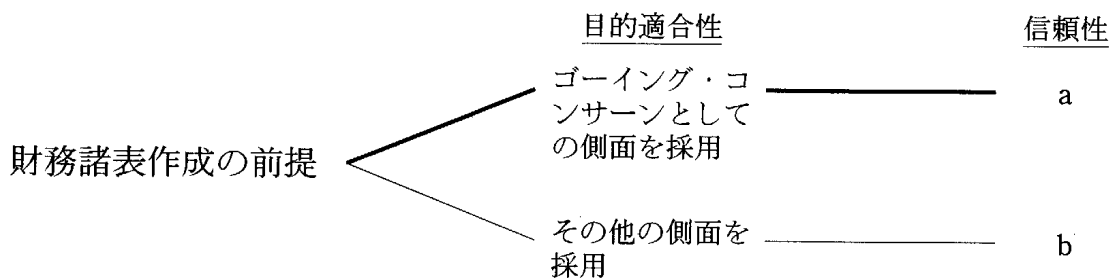 目的適合性
信頼性
ゴーイング・コ
ンサーンとして
の側面を採用
a
財務諸表作成の前提
その他の側面を
採用
b